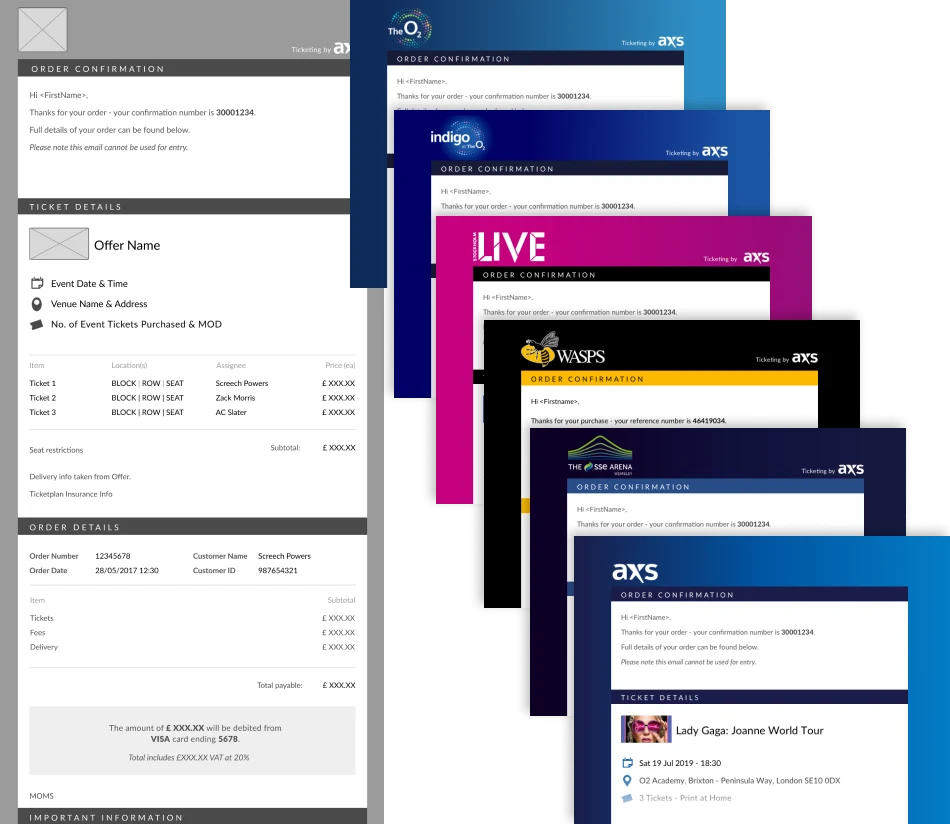 Ticketing by ax
ORDER CONFIRMATION
Hi <FirstName>,
Thanks for your order - your confirmation number is 30001234.
Full details of your order can be found below.
Please note this email cannot be used for entry.
TICKET DETAILS
Offer Name
Event Date & Time
Venue Name & Address
No. of Event Tickets Purchased & MOD
Item Location(s) Assignee Price (ea)
Ticket 1 BLOCK | ROW | SEAT Screech Powers £ XXX.XX
Ticket 2 BLOCK | ROW | SEAT Zack Morris £ XXX.XX
Ticket 3 BLOCK | ROW | SEAT AC Slater £ XXX.XX
Seat restrictions Subtotal: £ XXX.XX
Delivery info taken from Offer.
Ticketplan Insurance Info
ORDER DETAILS
Order Number 12345678 Customer Name Screech Powers
Order Date 28/05/2017 12:30 Customer ID 987654321
Item Subtotal
Tickets £ XXX.XX
Fees £ XXX.XX
Delivery £ XXX.XX
Total payable: £ XXX.XX
The amount of £ XXX.XX will be debited from
VISA card ending 5678.
Total includes £XXX.XX VAT at 20%
MOMS
IMPORTANT INFORMATION
The O2
Ticketing by axs
ORDER CONFIRMATION
Hi <FirstName>,
Thanks for your order - your confirmation number is 30001234.
indigo
at The O2
Ticketing by axs
ORDER CONFIRMATION
Hi <FirstName>,
Thanks for your order - your confirmation number is 30001234.
STOCKHOLM LIVE
Ticketing by axs
ORDER CONFIRMATION
Hi <FirstName>,
Thanks for your order - your confirmation number is 30001234.
WASPS
Ticketing by axs
ORDER CONFIRMATION
Hi <Firstname>,
Thanks for your purchase - your reference number is 46419034.
THE sse ARENA
WEMBLEY
Ticketing by axs
ORDER CONFIRMATION
Hi <FirstName>,
Thanks for your order - your confirmation number is 30001234.
axs
ORDER CONFIRMATION
Hi <FirstName>,
Thanks for your order - your confirmation number is 30001234.
Full details of your order can be found below.
Please note this email cannot be used for entry.
TICKET DETAILS
Lady Gaga: Joanne World Tour
Sat 19 Jul 2019 - 18:30
O2 Academy, Brixton - Peninsula Way, London SE10 0DX
3 Tickets - Print at Home